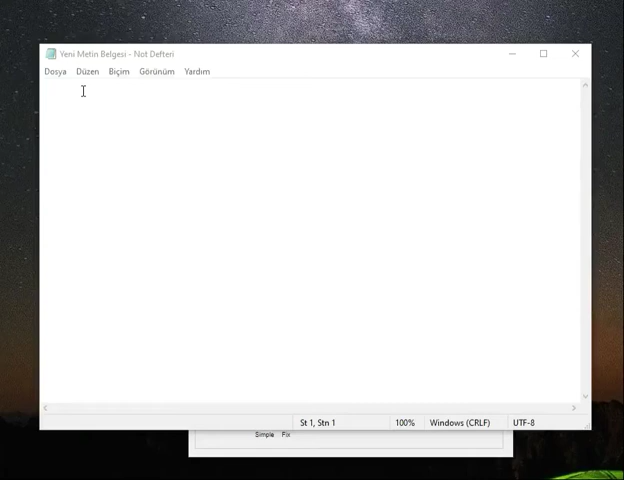 Yeni Metin Belgesi - Not Defteri
Dosya Düzen Biçim Görünüm Yardım
St 1, Stn 1 100% Windows (CRLF) UTF-8
Simple Fix